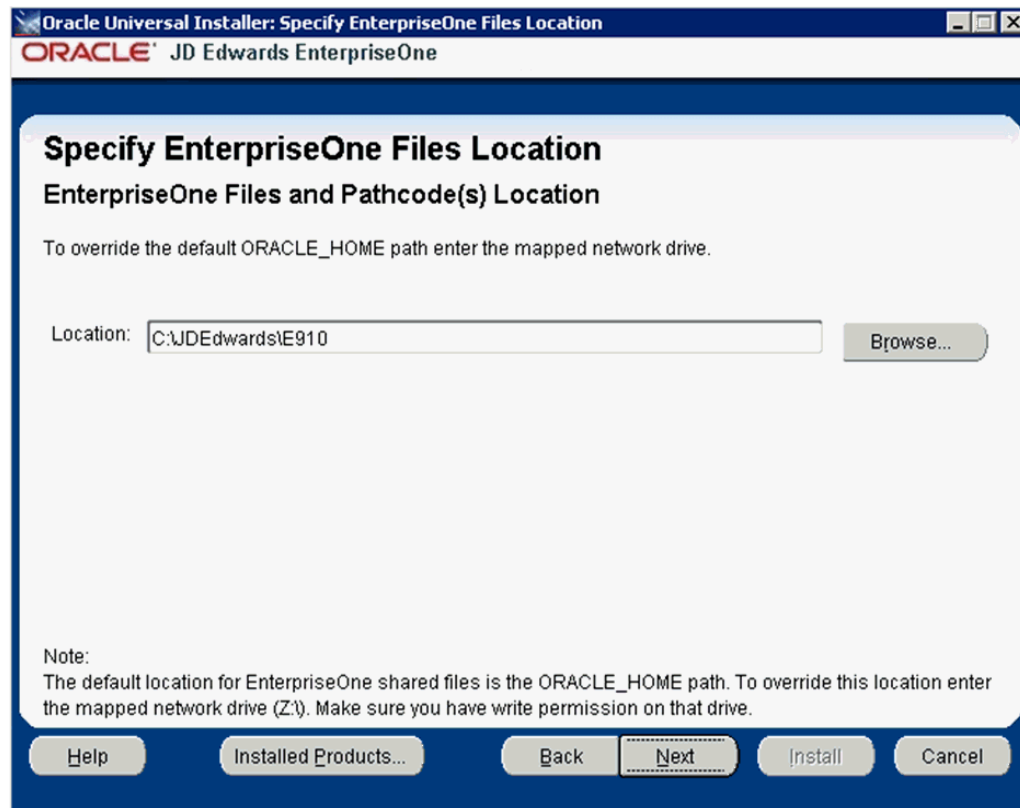 Oracle Universal Installer: Specify EnterpriseOne Files Location
ORACLE JD Edwards EnterpriseOne
Specify EnterpriseOne Files Location
EnterpriseOne Files and Pathcode(s) Location
To override the default ORACLE_HOME path enter the mapped network drive.
Location: C:\JDEdwards\E910 Browse...
Note:
The default location for EnterpriseOne shared files is the ORACLE_HOME path. To override this location enter
the mapped network drive (Z:\). Make sure you have write permission on that drive.
Help Installed Products... Back Next Install Cancel